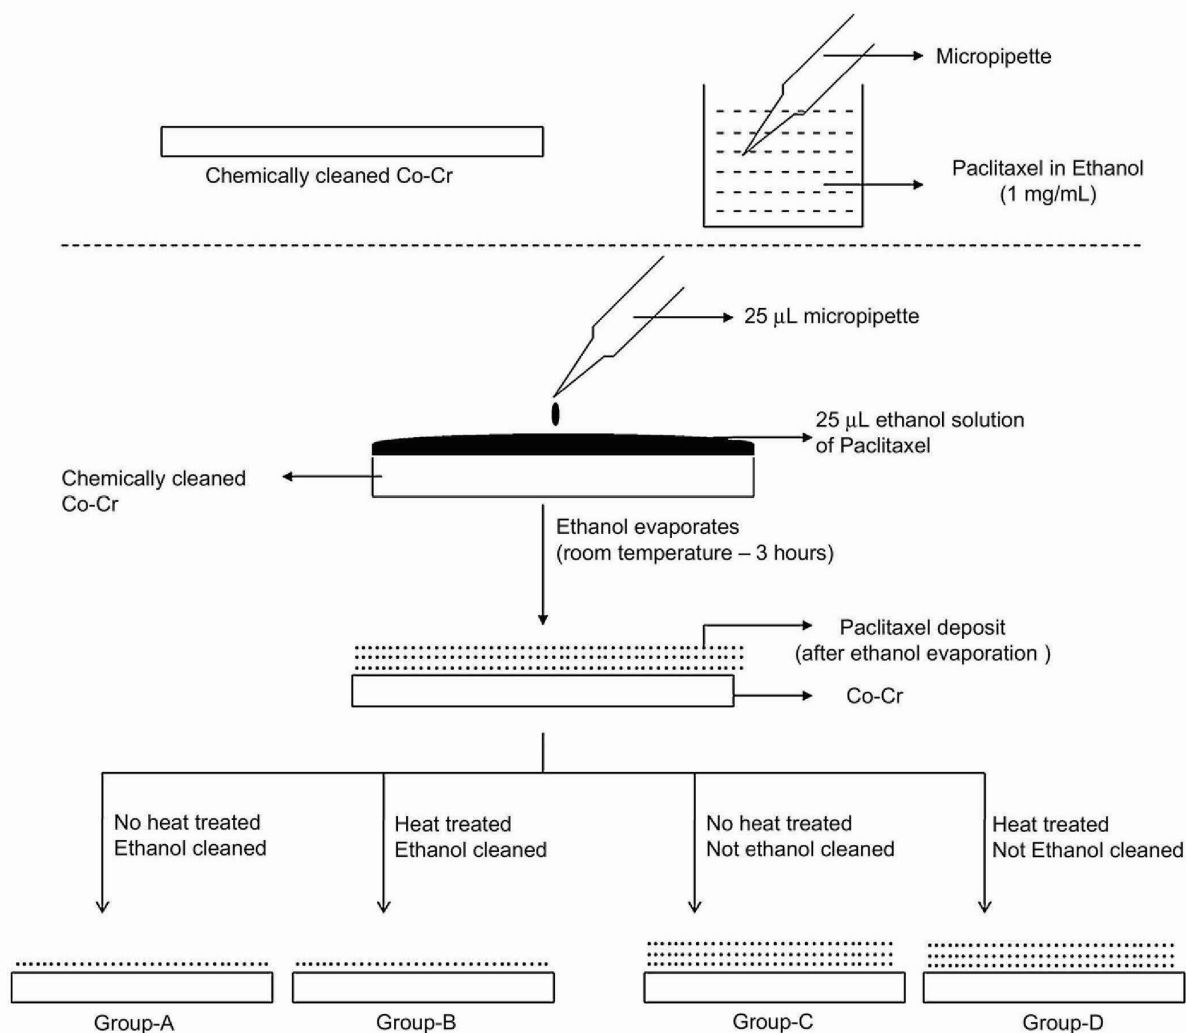 Micropipette
Chemically cleaned Co-Cr
Paclitaxel in Ethanol
(1 mg/mL)
25 μL micropipette
25 μL ethanol solution
of Paclitaxel
Chemically cleaned
Co-Cr
Ethanol evaporates
(room temperature – 3 hours)
Paclitaxel deposit
(after ethanol evaporation )
Co-Cr
No heat treated
Ethanol cleaned
Heat treated
Ethanol cleaned
No heat treated
Not ethanol cleaned
Heat treated
Not Ethanol cleaned
Group-A
Group-B
Group-C
Group-D